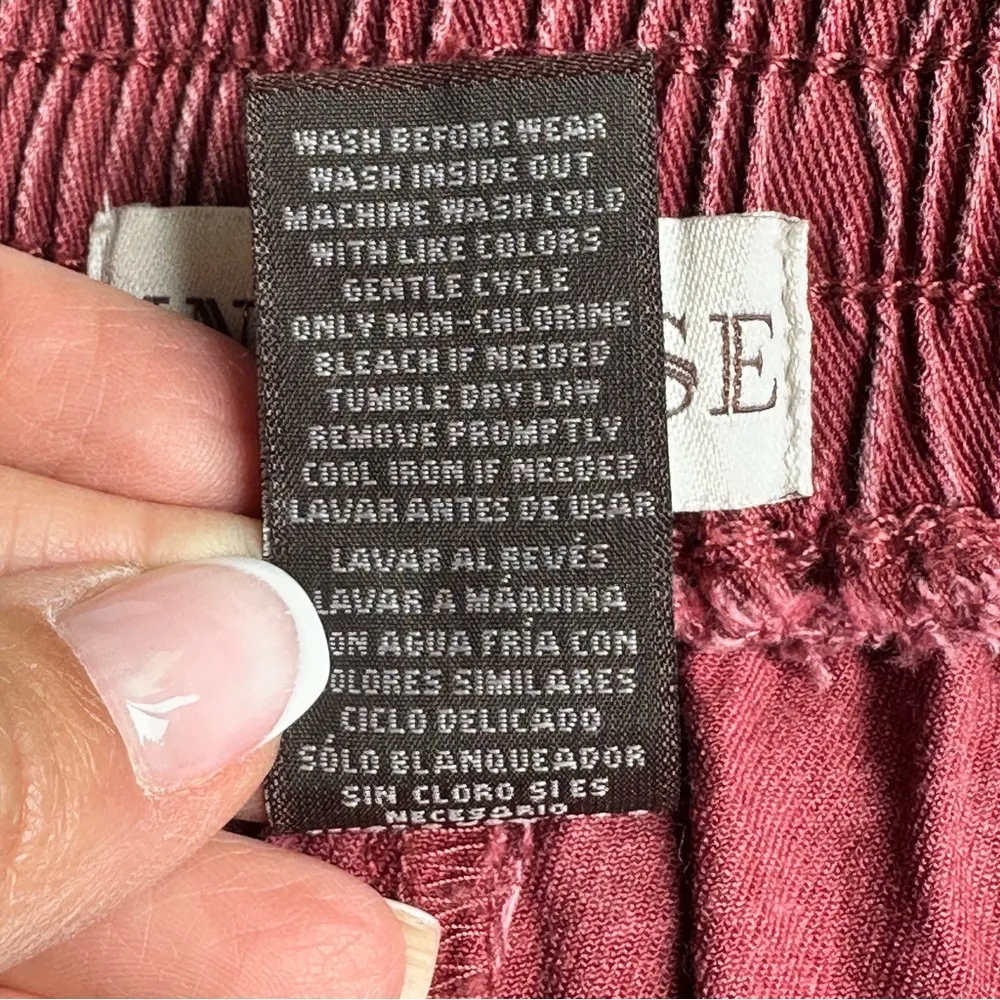 WASH BEFORE WEAR
WASH INSIDE OUT
MACHINE WASH COLD
WITH LIKE COLORS
GENTLE CYCLE
ONLY NON-CHLORINE
BLEACH IF NEEDED
TUMBLE DRY LOW
REMOVE PROMPTLY
COOL IRON IF NEEDED
LAVAR ANTES DE USAR
LAVAR AL REVÉS
LAVAR A MÁQUINA
ON AGUA FRÍA CON
OLORES SIMILARES
CICLO DELICADO
SÓLO BLANQUEADOR
SIN CLORO SI ES
NECESARIO
SE